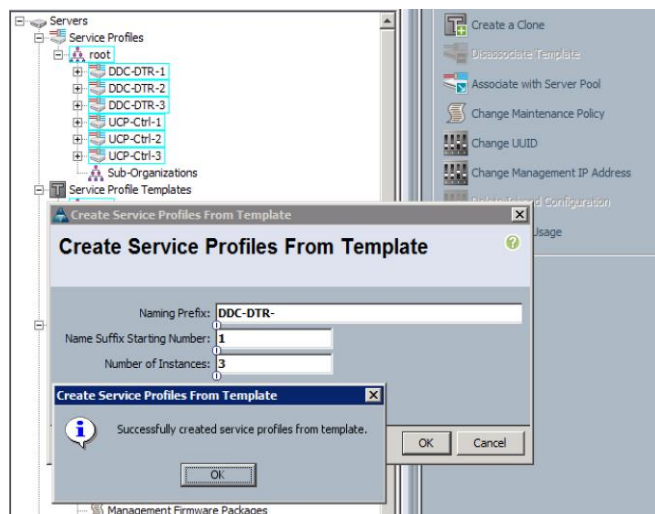 Servers
Service Profiles
root
DDC-DTR-1
DDC-DTR-2
DDC-DTR-3
UCP-Ctrl-1
UCP-Ctrl-2
UCP-Ctrl-3
Sub-Organizations
Service Profile Templates
Create a Clone
Disassociate Template
Associate with Server Pool
Change Maintenance Policy
Change UUID
Change Management IP Address
Configuration
Usage
Create Service Profiles From Template
Create Service Profiles From Template
Naming Prefix: DDC-DTR-
Name Suffix Starting Number: 1
Number of Instances: 3
Create Service Profiles From Template
Successfully created service profiles from template.
OK
OK Cancel
Management Firmware Packages